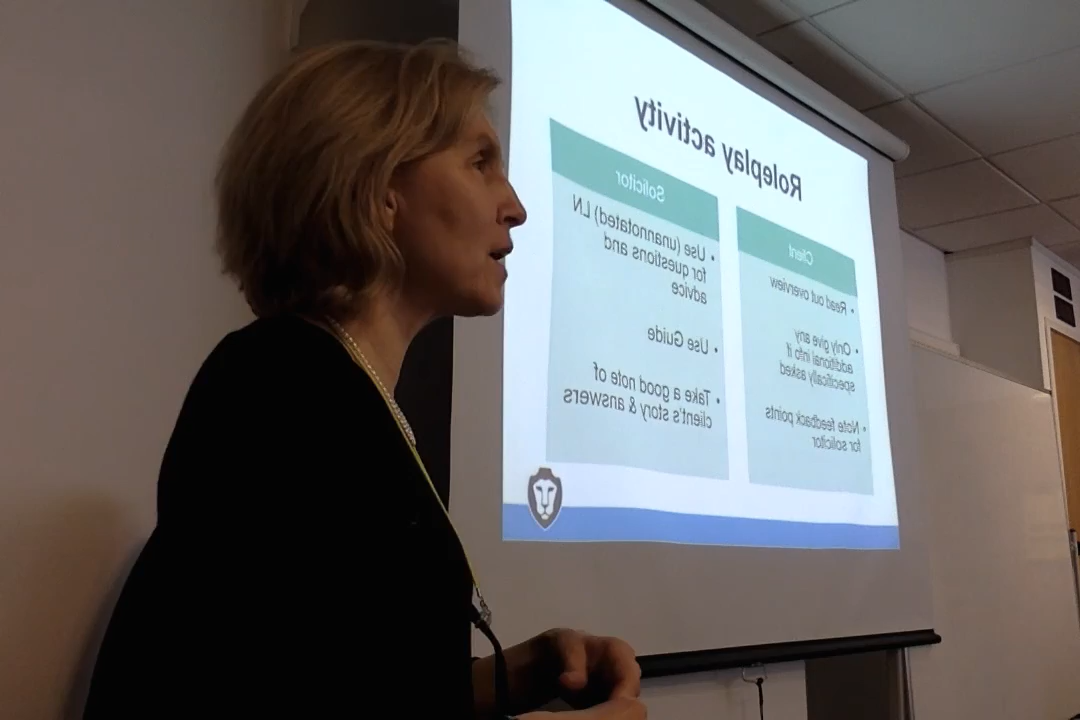 Roleplay activity
Client
• Read out overview
• Only give any
additional info if
specifically asked
• Note feedback points
for solicitor
Solicitor
• Use (unannotated) LN
for questions and
advice
• Use Guide
• Take a good note of
client's story & answers